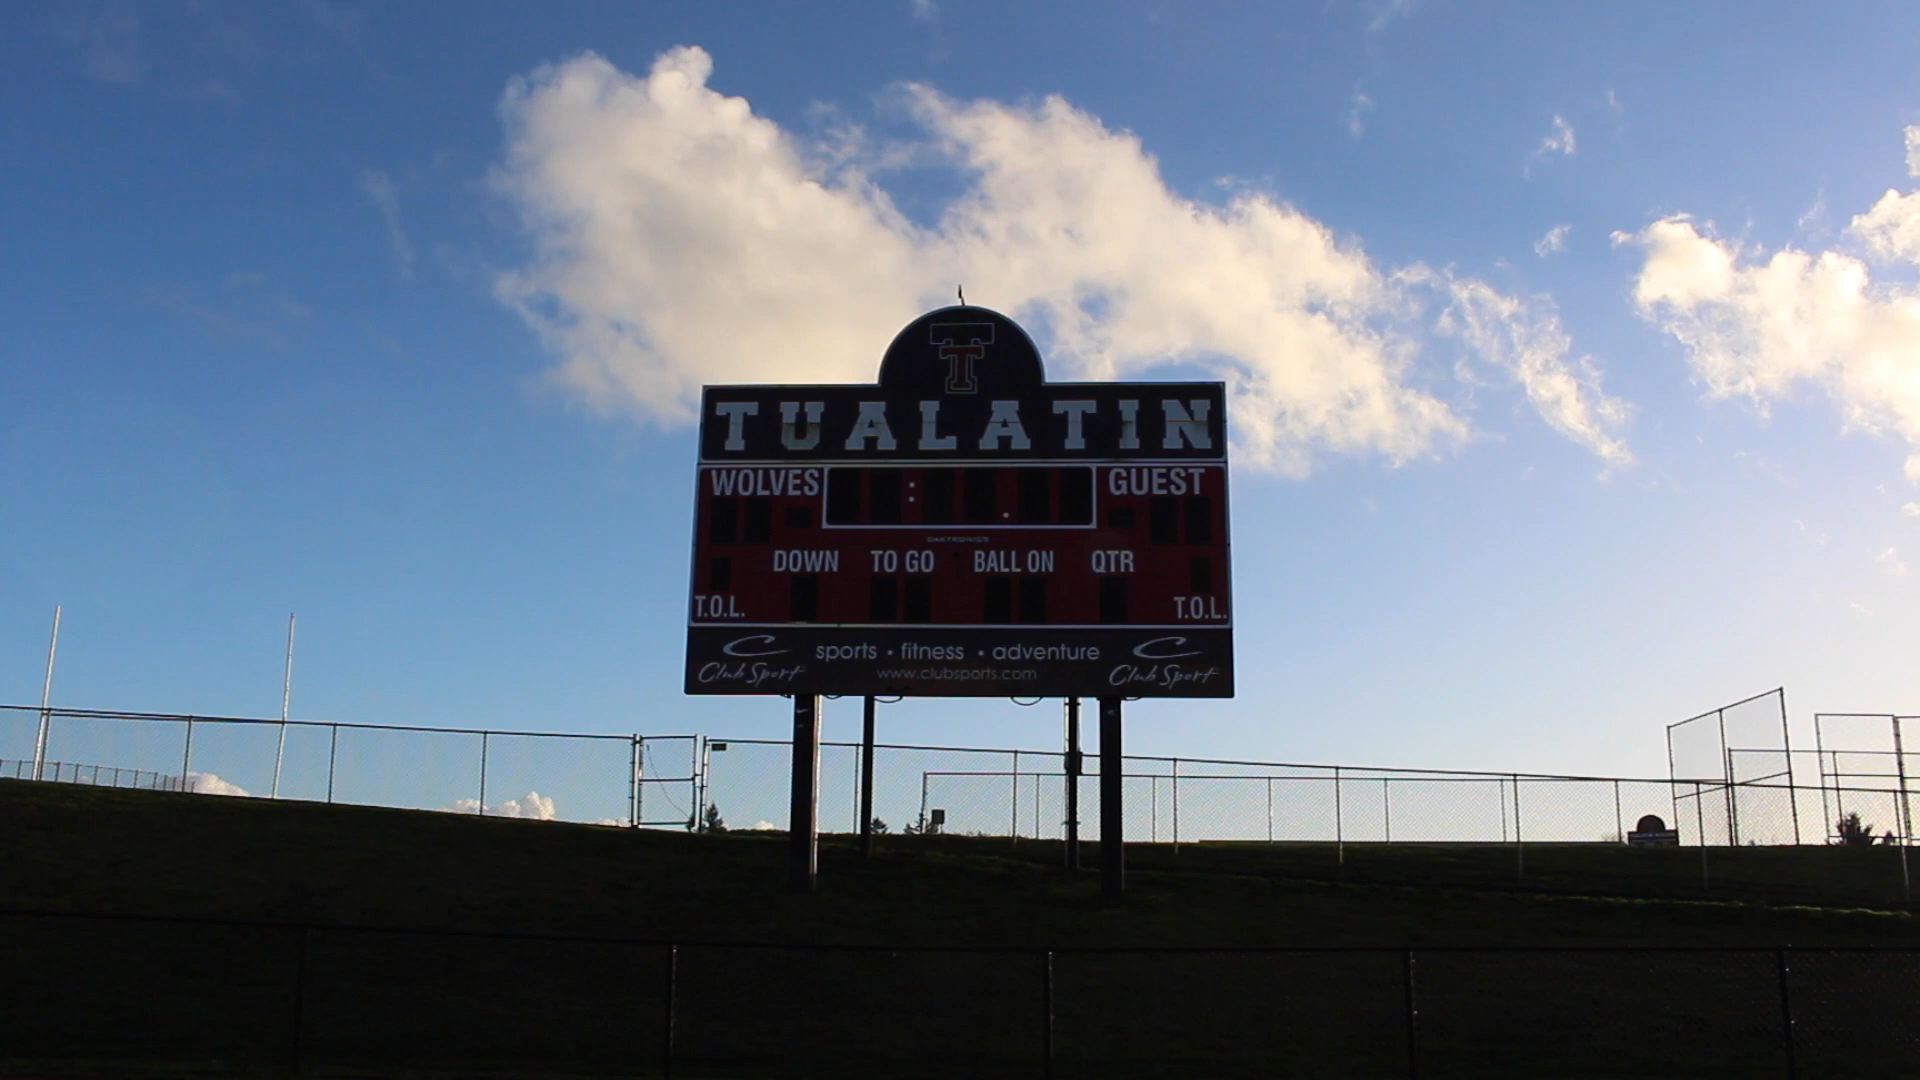 T
TUALATIN
WOLVES : . GUEST
DAKTRONICS
DOWN TO GO BALL ON QTR
T.O.L. T.O.L.
sports • fitness • adventure
Club Sport www.clubsports.com Club Sport